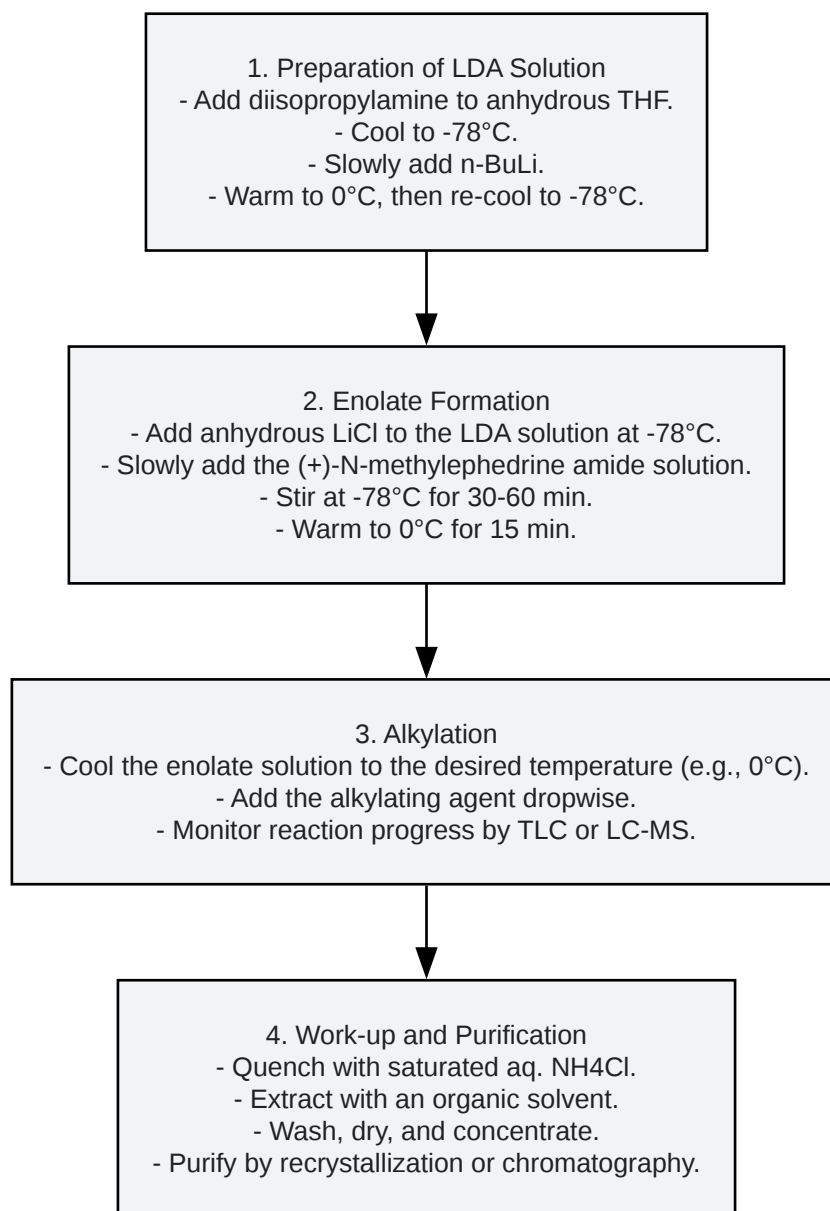 1. Preparation of LDA Solution
- Add diisopropylamine to anhydrous THF.
- Cool to -78°C.
- Slowly add n-BuLi.
- Warm to 0°C, then re-cool to -78°C.
2. Enolate Formation
- Add anhydrous LiCl to the LDA solution at -78°C.
- Slowly add the (+)-N-methylephedrine amide solution.
- Stir at -78°C for 30-60 min.
- Warm to 0°C for 15 min.
3. Alkylation
- Cool the enolate solution to the desired temperature (e.g., 0°C).
- Add the alkylating agent dropwise.
- Monitor reaction progress by TLC or LC-MS.
4. Work-up and Purification
- Quench with saturated aq. NH4Cl.
- Extract with an organic solvent.
- Wash, dry, and concentrate.
- Purify by recrystallization or chromatography.